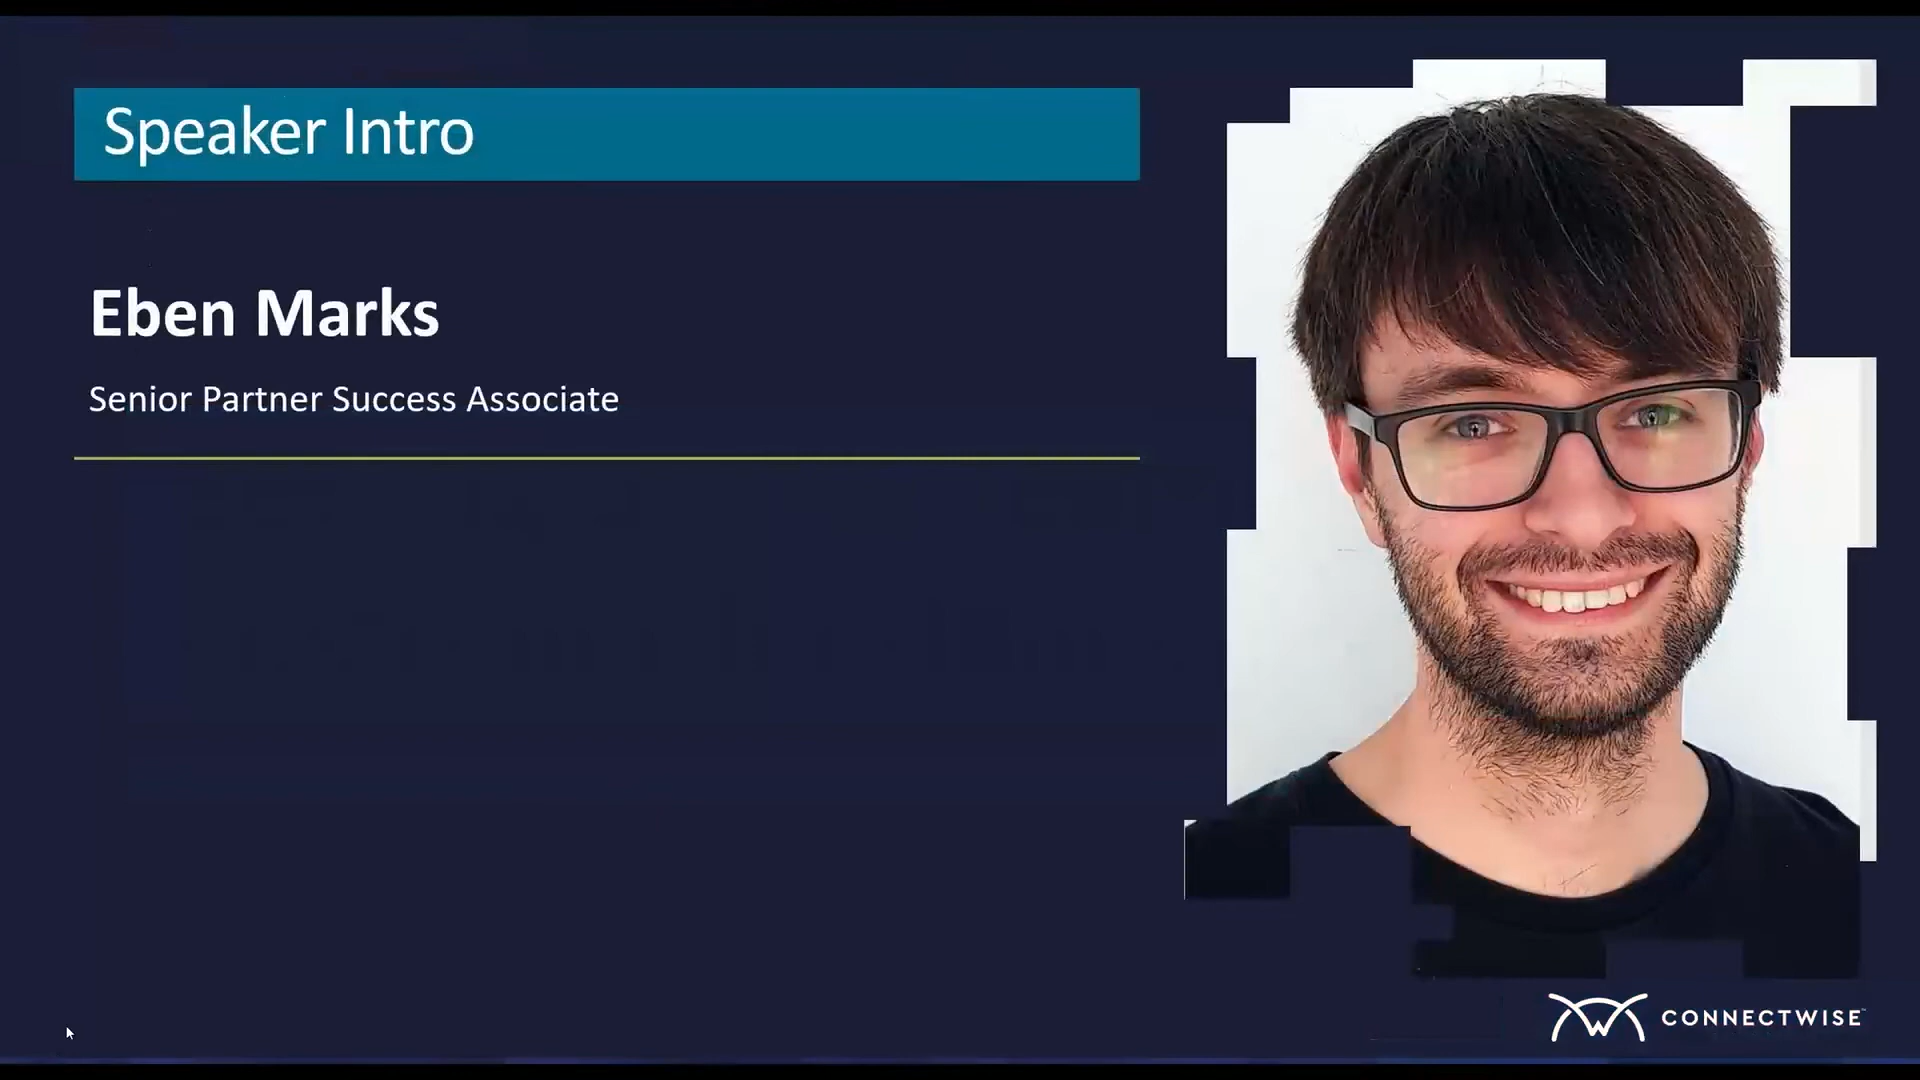 Speaker Intro
Eben Marks
Senior Partner Success Associate
CONNECTWISE